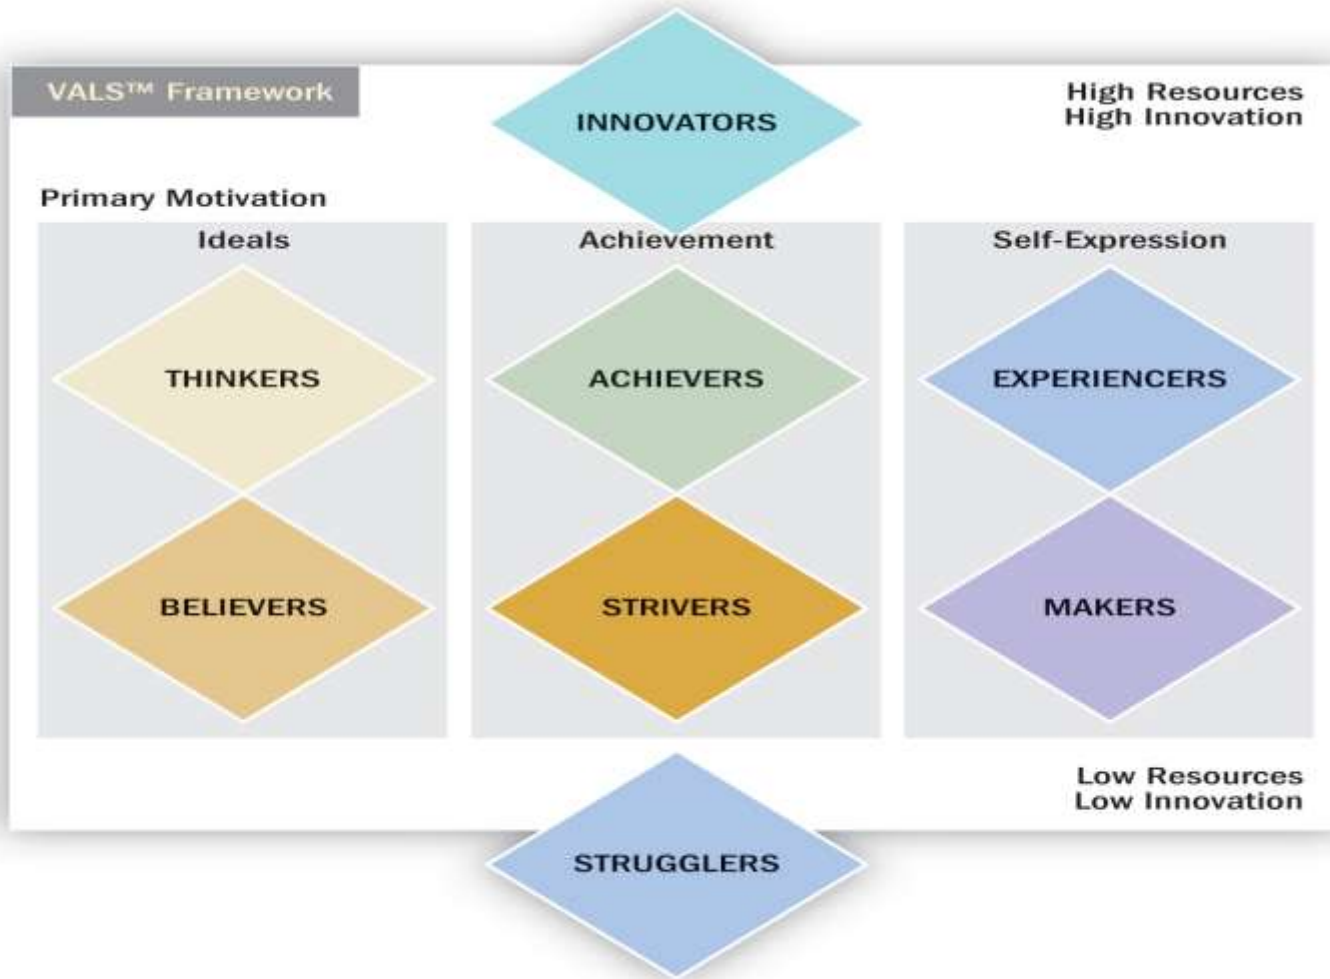 INNOVATORS
VALS™ Framework
High Resources
High Innovation
Primary Motivation
Ideals
Achievement
Self-Expression
THINKERS
ACHIEVERS
EXPERIENCERS
BELIEVERS
STRIVERS
MAKERS
Low Resources
Low Innovation
STRUGGLERS